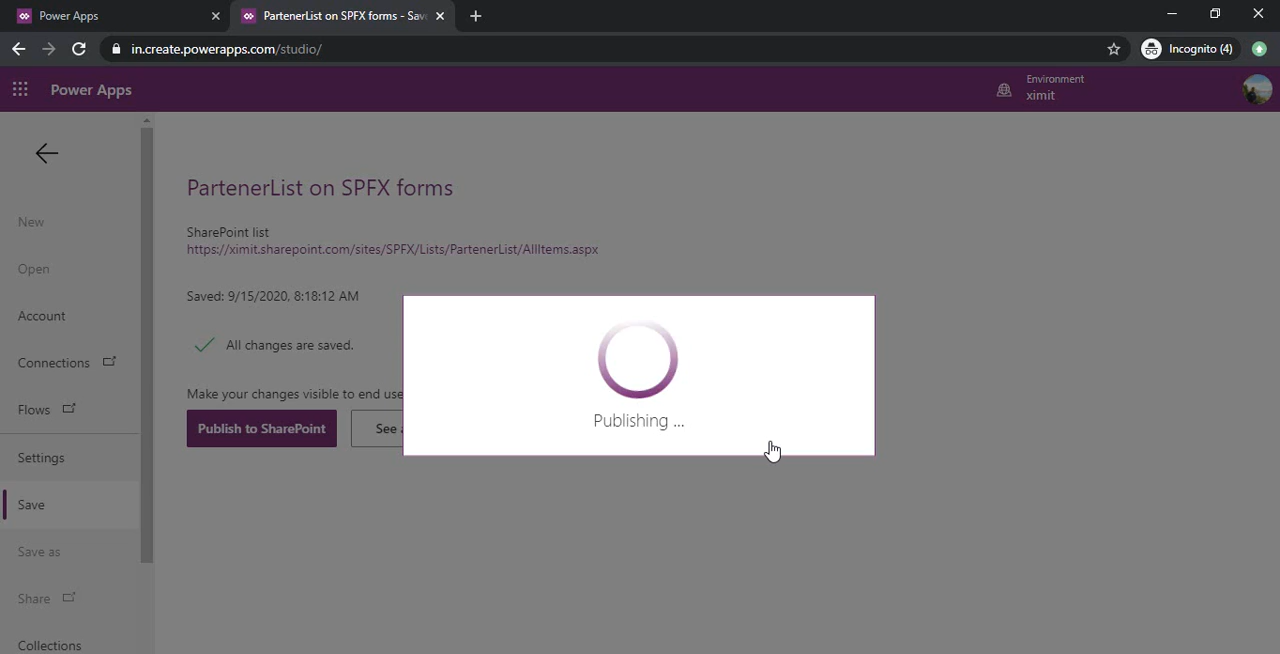 Power Apps
PartenerList on SPFX forms - Sav
in.create.powerapps.com/studio/
Incognito (4)
Power Apps
Environment
ximit
New
Open
Account
Connections
Flows
Settings
Save
Save as
Share
Collections
PartenerList on SPFX forms
SharePoint list
https://ximit.sharepoint.com/sites/SPFX/Lists/PartenerList/AllItems.aspx
Saved: 9/15/2020, 8:18:12 AM
All changes are saved.
Make your changes visible to end use
Publish to SharePoint
See
Publishing ...